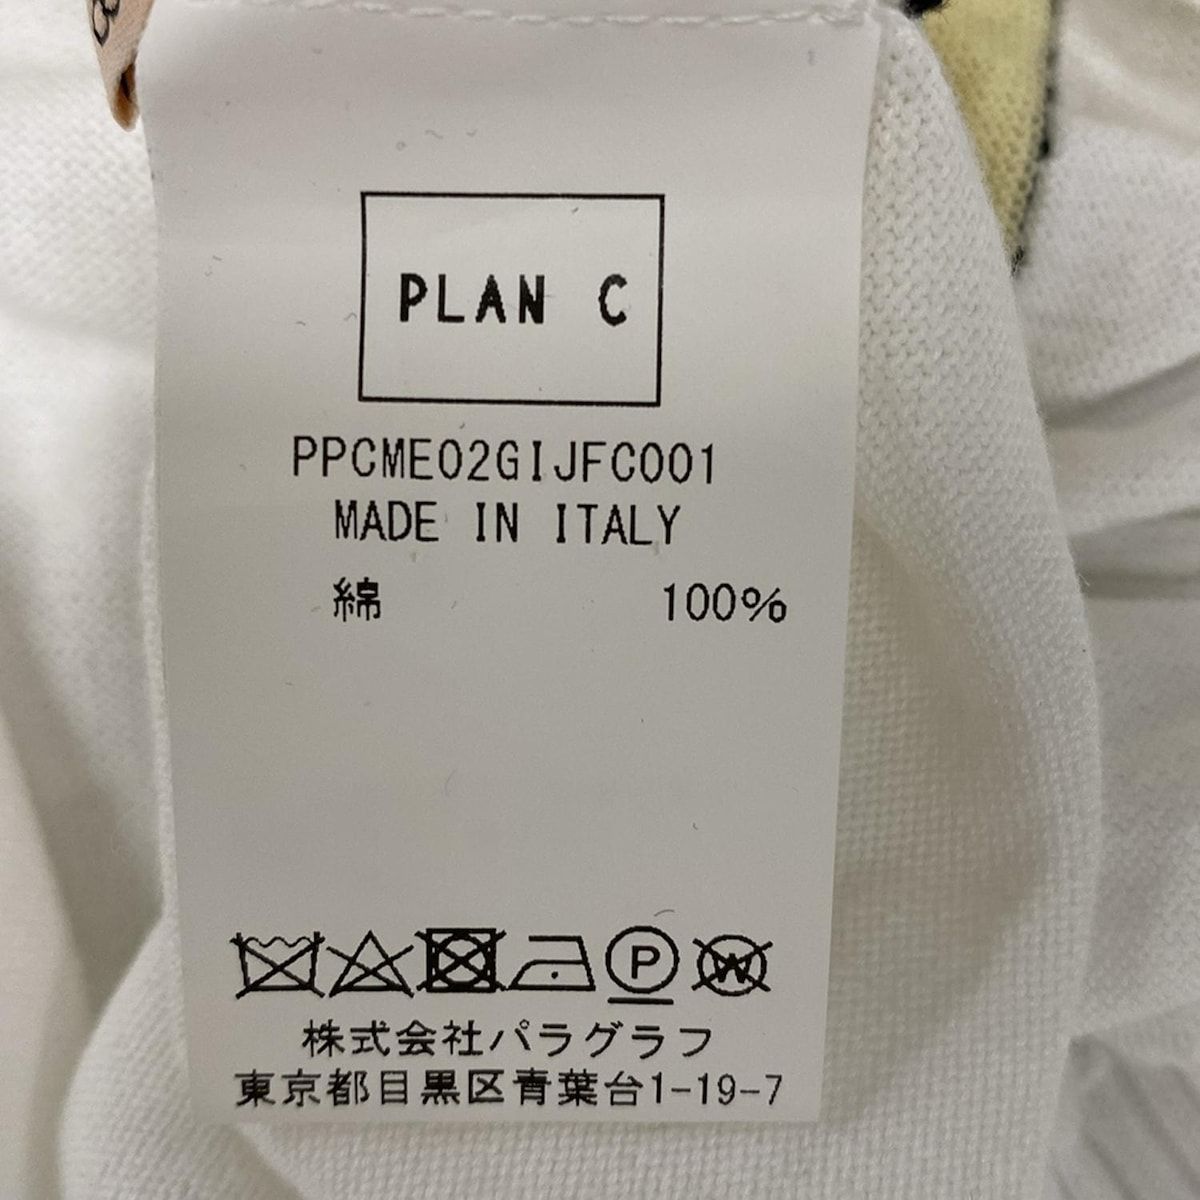 PLAN C
PPCME02GIJFC001
MADE IN ITALY
綿 100%
P
W
株式会社パラグラフ
東京都目黒区青葉台1-19-7